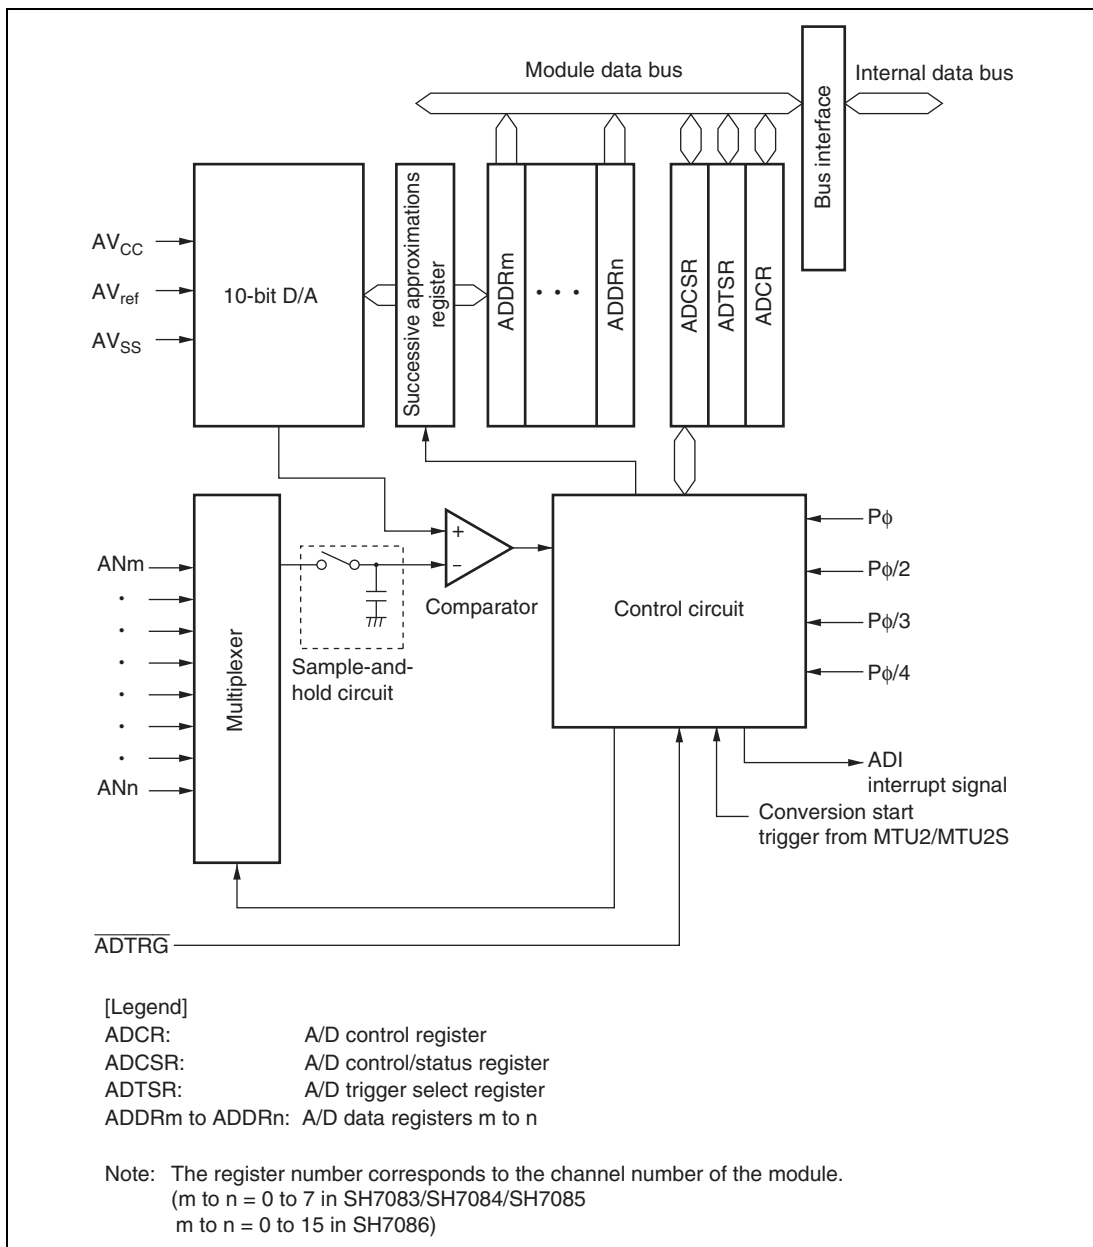 Module data bus
Internal data bus
Bus interface
AVCC
AVref
AVSS
10-bit D/A
Successive approximations
register
ADDRm
• • •
ADDRn
ADCSR
ADTSR
ADCR
ANm
ANn
Multiplexer
+
−
Comparator
Sample-and-
hold circuit
Control circuit
Pϕ
Pϕ/2
Pϕ/3
Pϕ/4
ADI
interrupt signal
Conversion start
trigger from MTU2/MTU2S
ADTRG
[Legend]
ADCR: A/D control register
ADCSR: A/D control/status register
ADTSR: A/D trigger select register
ADDRm to ADDRn: A/D data registers m to n
Note: The register number corresponds to the channel number of the module.
(m to n = 0 to 7 in SH7083/SH7084/SH7085
m to n = 0 to 15 in SH7086)